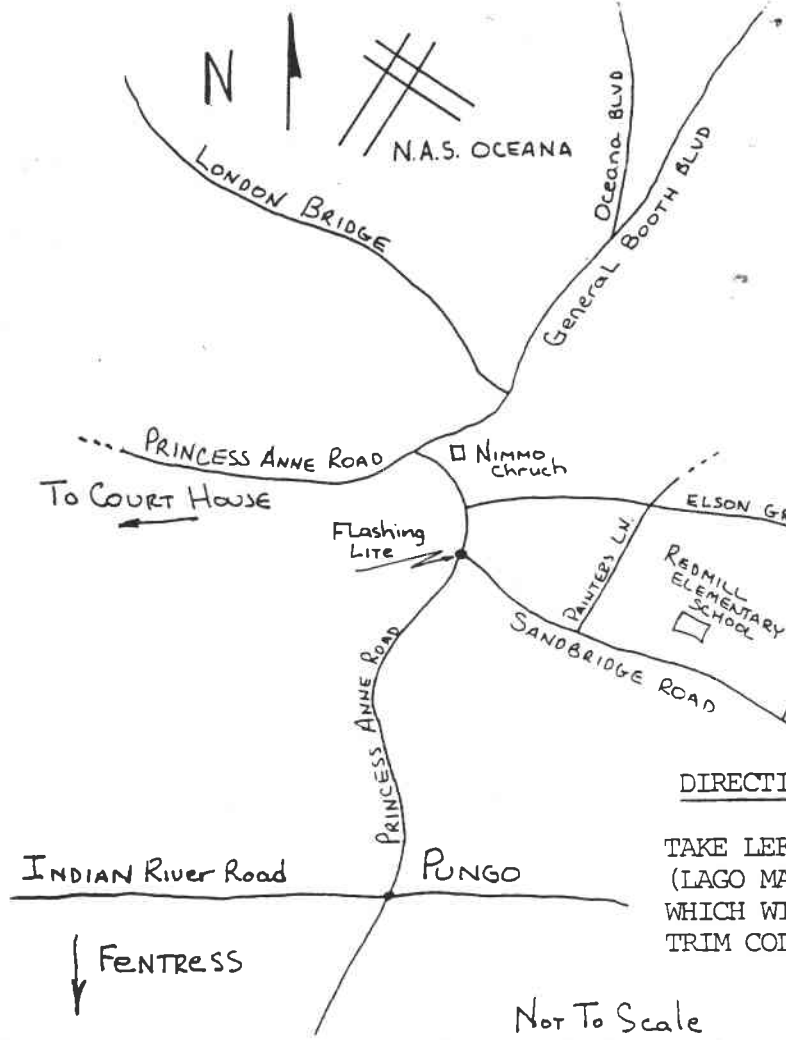 N
N.A.S. OCEANA
Oceana BLVD
General BOOTH BLVD
LONDON BRIDGE
PRINCESS ANNE ROAD
NIMMO
chruch
To COURT HOUSE
ELSON GR
FLashing
LITE
PAINTERS LN.
REDMILL
ELEMENTARY
SCHOOL
SANDBRIDGE ROAD
PRINCESS ANNE ROAD
DIRECTI
TAKE LEF
(LAGO MA
WHICH WI
TRIM COL
INDIAN RIVer Road
PUNGO
FENTRESS
NOT To Scale